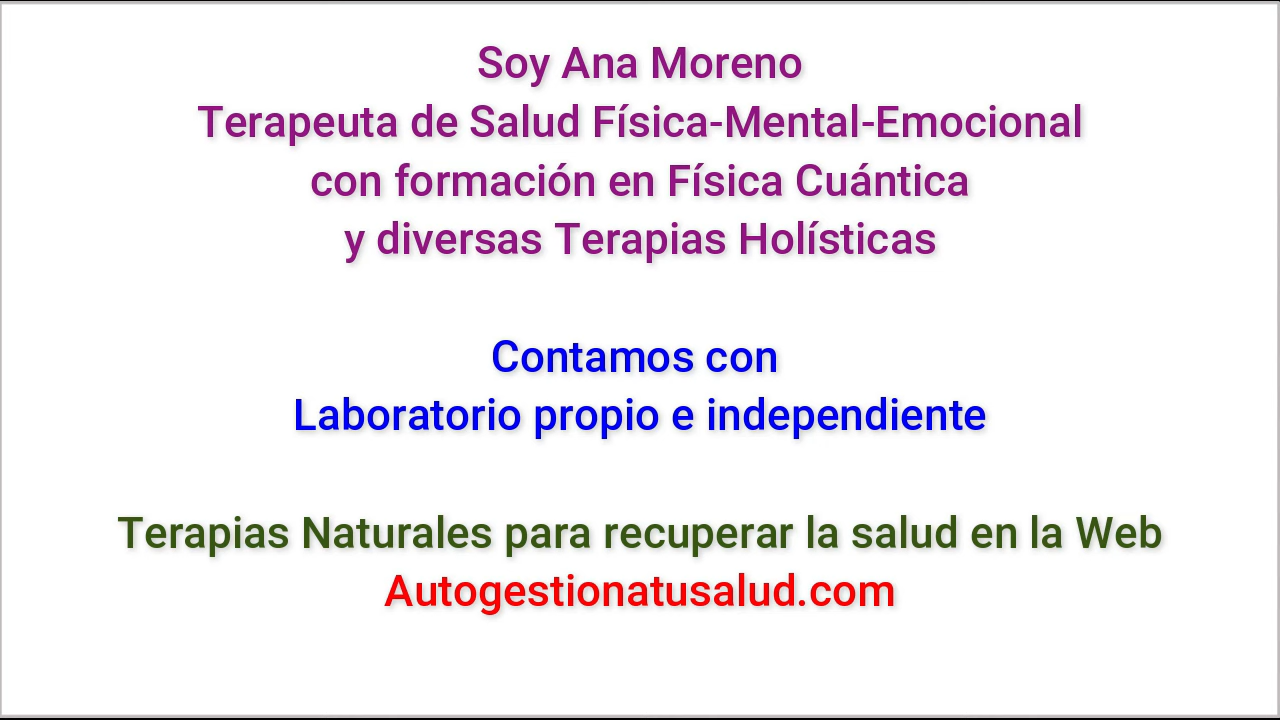 Soy Ana Moreno
Terapeuta de Salud Física-Mental-Emocional
con formación en Física Cuántica
y diversas Terapias Holísticas
Contamos con
Laboratorio propio e independiente
Terapias Naturales para recuperar la salud en la Web
Autogestionatusalud.com